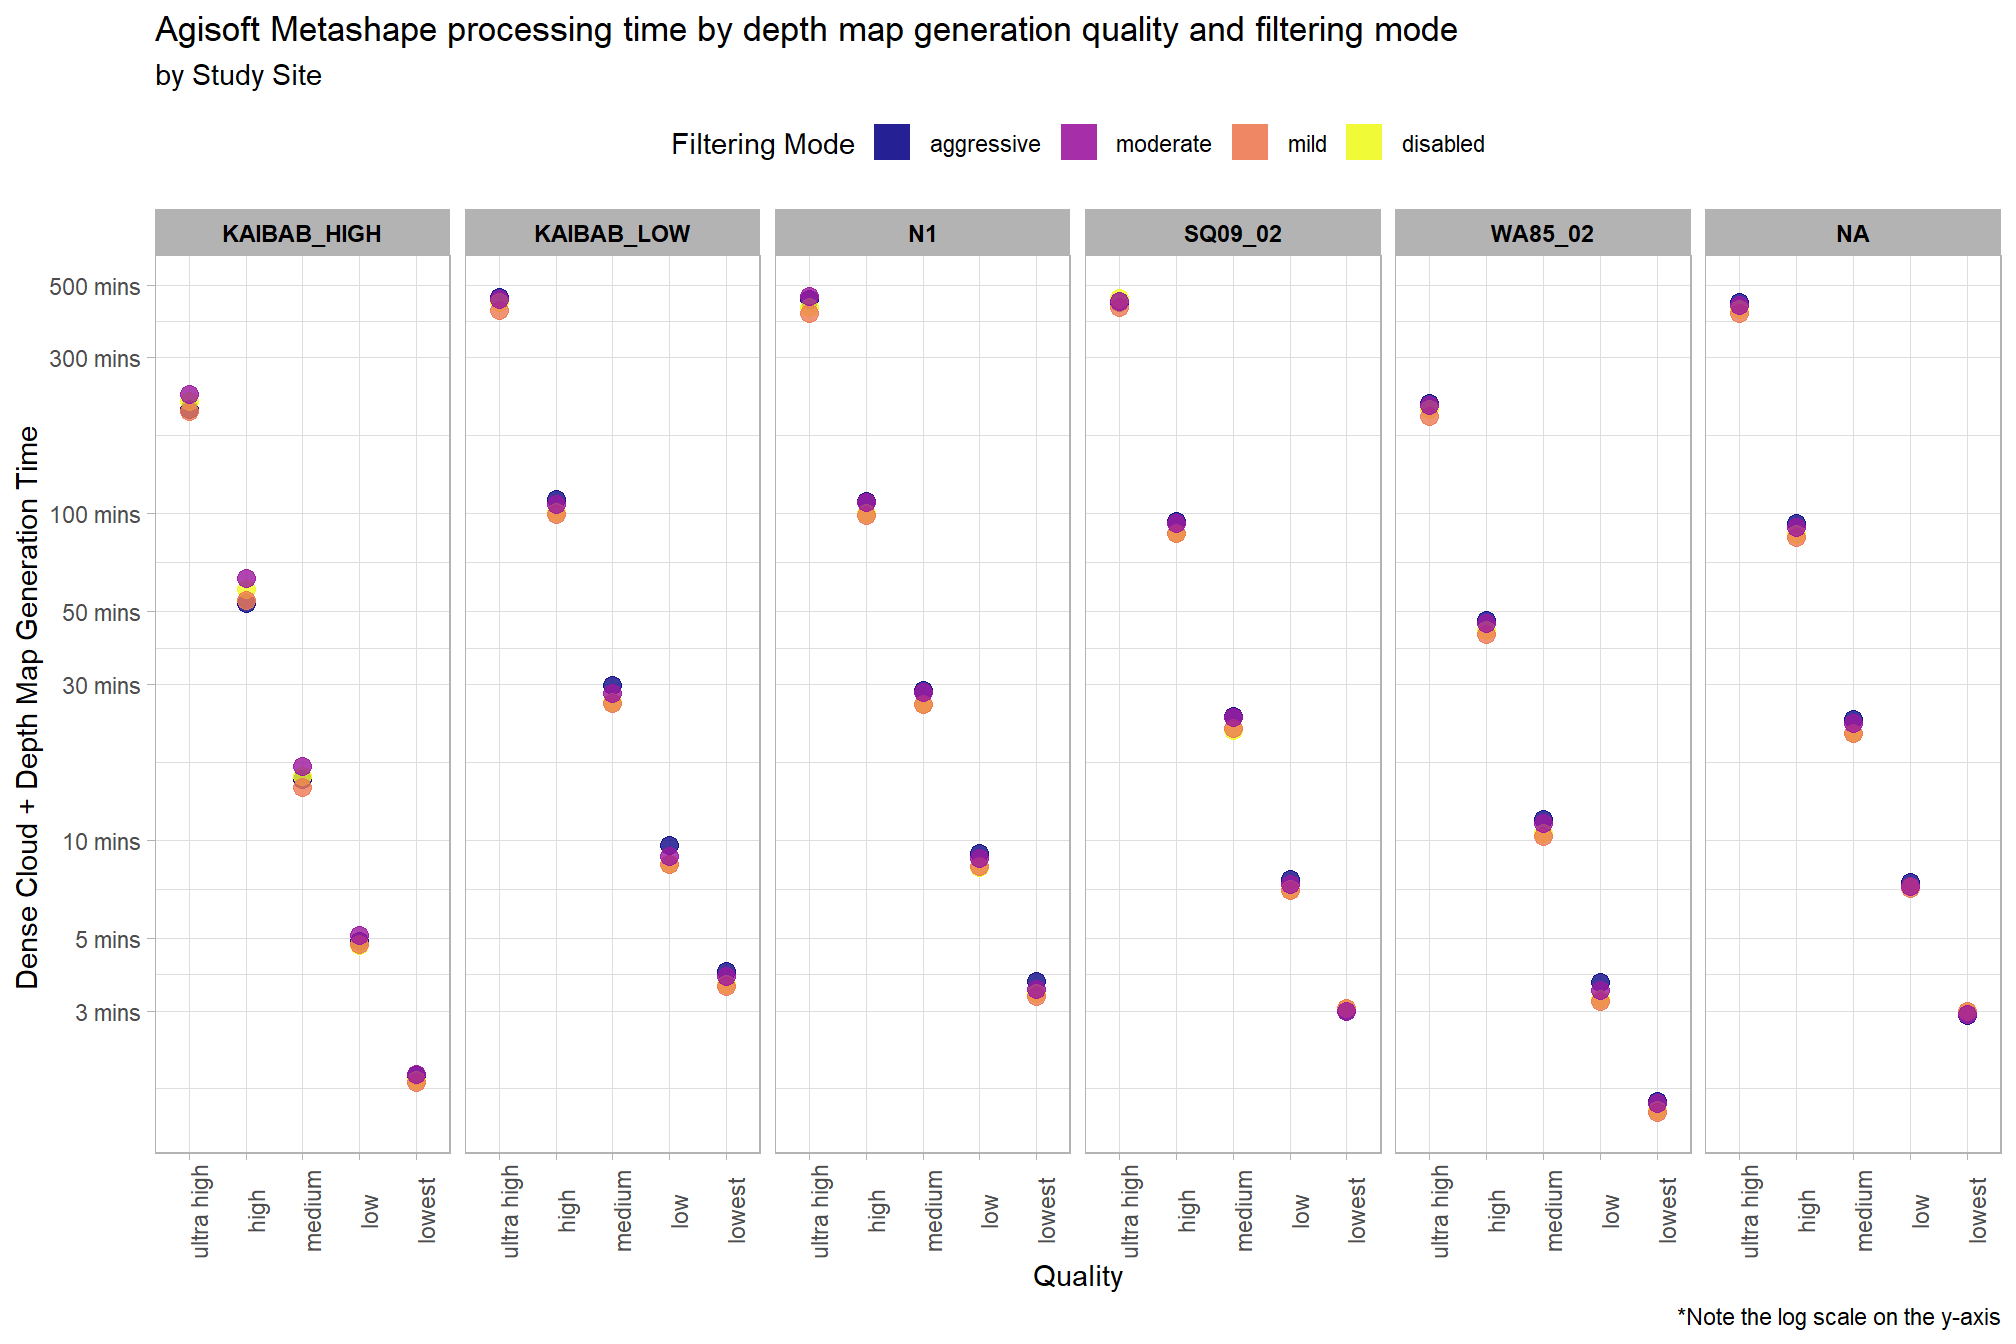 Agisoft Metashape processing time by depth map generation quality and filtering mode
by Study Site
Filtering Mode aggressive moderate mild disabled
KAIBAB_HIGH KAIBAB_LOW N1 SQ09_02 WA85_02 NA
500 mins
300 mins
100 mins
50 mins
30 mins
10 mins
5 mins
3 mins
Dense Cloud + Depth Map Generation Time
ultra high high medium low lowest ultra high high medium low lowest ultra high high medium low lowest ultra high high medium low lowest ultra high high medium low lowest ultra high high medium low lowest
Quality
*Note the log scale on the y-axis